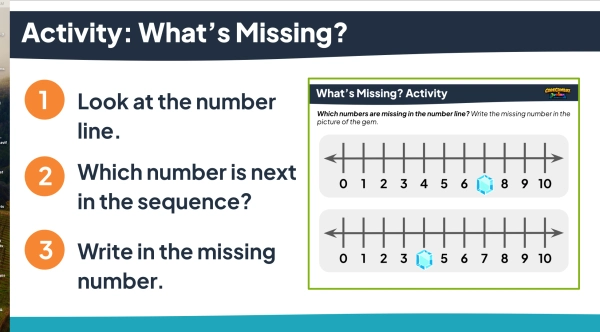 Activity: What's Missing?
1
Look at the number
line.
2
Which number is next
in the sequence?
3
Write in the missing
number.
What's Missing? Activity
Which numbers are missing in the number line? Write the missing number in the
picture of the gem.
0 1 2 3 4 5 6 8 9 10
0 1 2 3 5 6 7 8 9 10